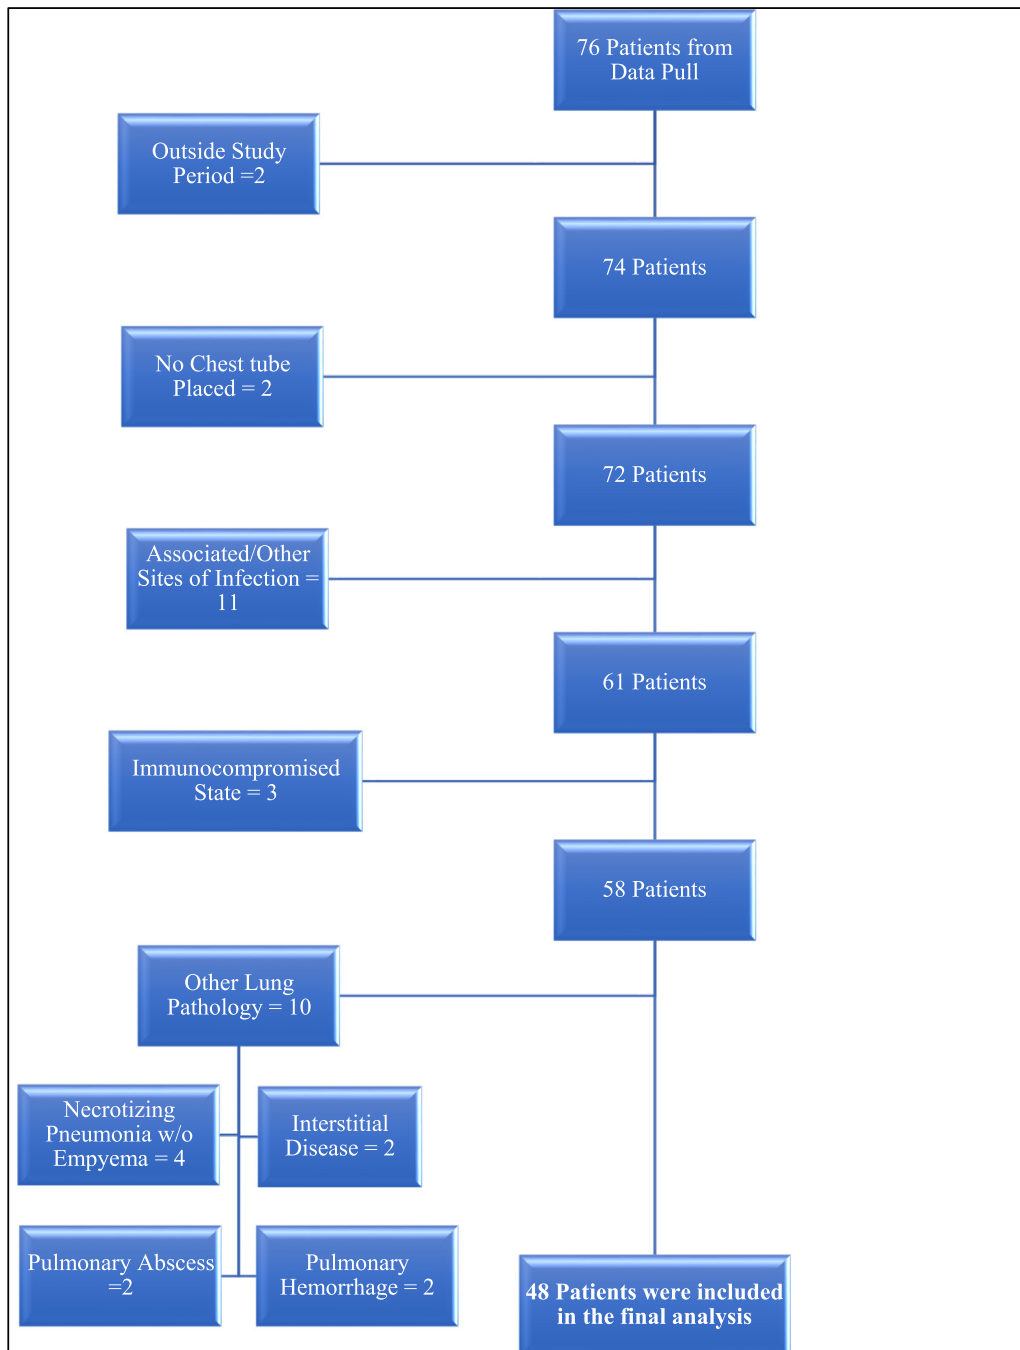 76 Patients from
Data Pull
Outside Study
Period =2
74 Patients
No Chest tube
Placed = 2
72 Patients
Associated/Other
Sites of Infection =
11
61 Patients
Immunocompromised
State = 3
58 Patients
Other Lung
Pathology = 10
Necrotizing
Pneumonia w/o
Empyema = 4
Interstitial
Disease = 2
Pulmonary Abscess
=2
Pulmonary
Hemorrhage = 2
48 Patients were included
in the final analysis